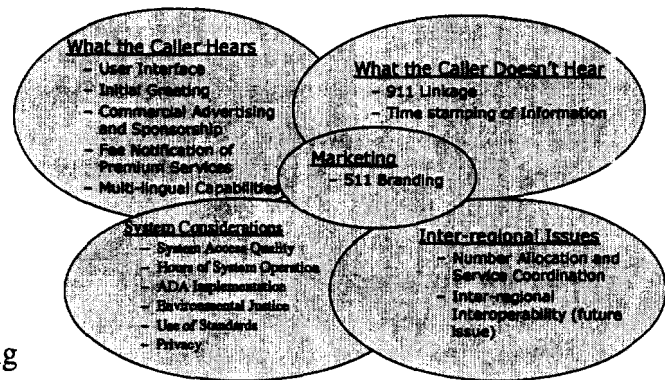 What the Caller Hears
– User Interface
– Initial Greeting
– Commercial Advertising
and Sponsorship
– Fee Notification of
Premium Services
– Multi-lingual Capabilities
What the Caller Doesn't Hear
– 911 Linkage
– Time stamping of Information
Marketing
– 511 Branding
System Considerations
– System Access Quality
– Hours of System Operation
– ADA Implementation
– Environmental Justice
– Use of Standards
– Privacy
Inter-regional Issues
– Number Allocation and
Service Coordination
– Inter-regional
Interoperability (future
issue)